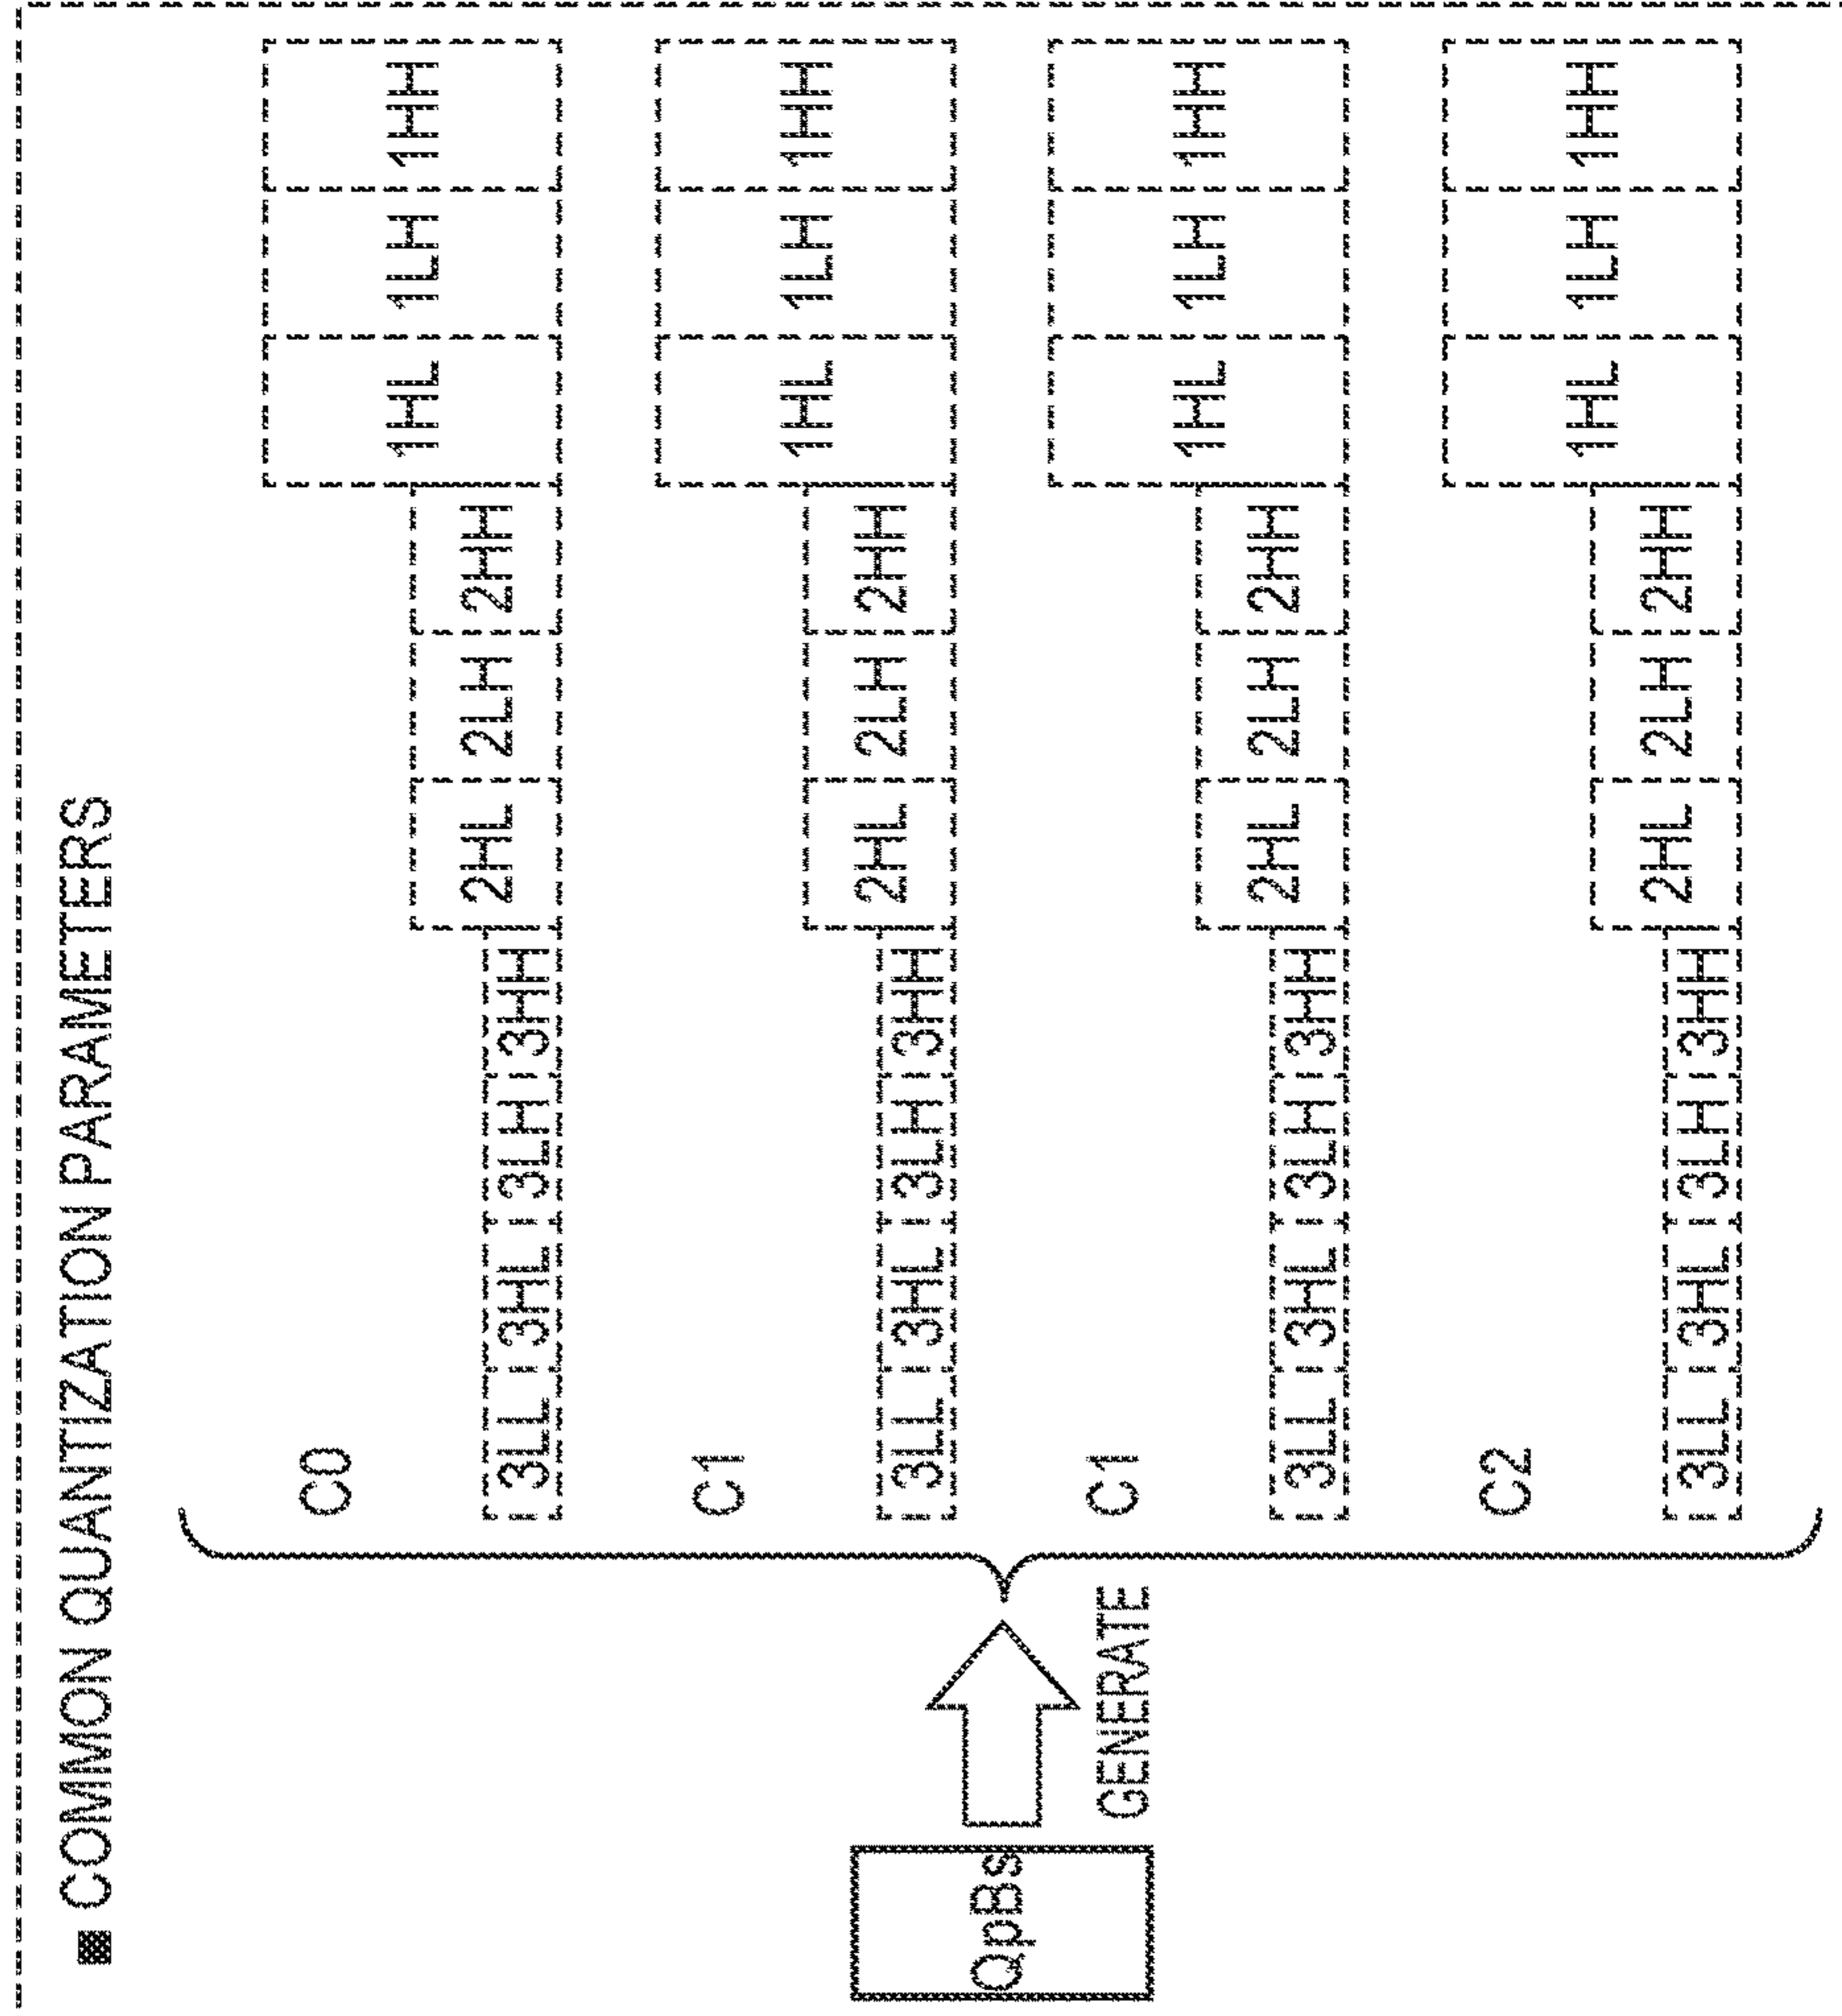 ■ COMMON QUANTIZATION PARAMETERS
QpBs
GENERATE
C0
3LL 3HL 3LH 3HH 2HL 2LH 2HH 1HL 1LH 1HH
C1
3LL 3HL 3LH 3HH 2HL 2LH 2HH 1HL 1LH 1HH
C1
3LL 3HL 3LH 3HH 2HL 2LH 2HH 1HL 1LH 1HH
C2
3LL 3HL 3LH 3HH 2HL 2LH 2HH 1HL 1LH 1HH